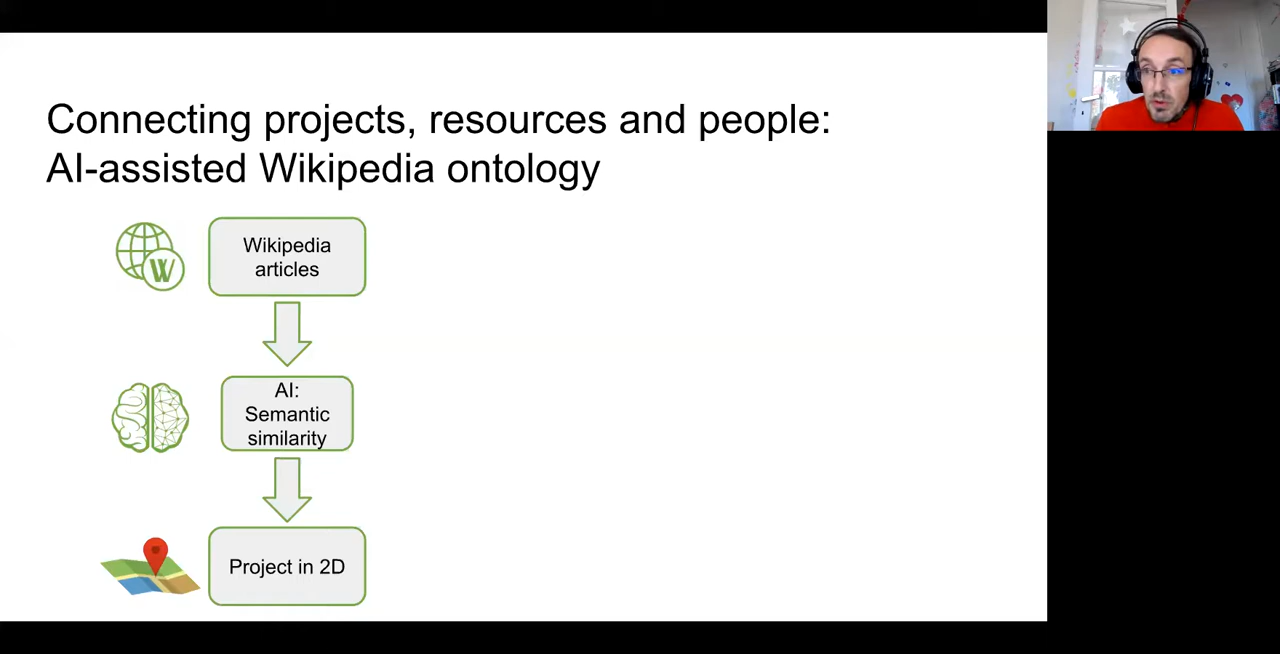 Connecting projects, resources and people:
AI-assisted Wikipedia ontology
W
Wikipedia
articles
AI:
Semantic
similarity
Project in 2D